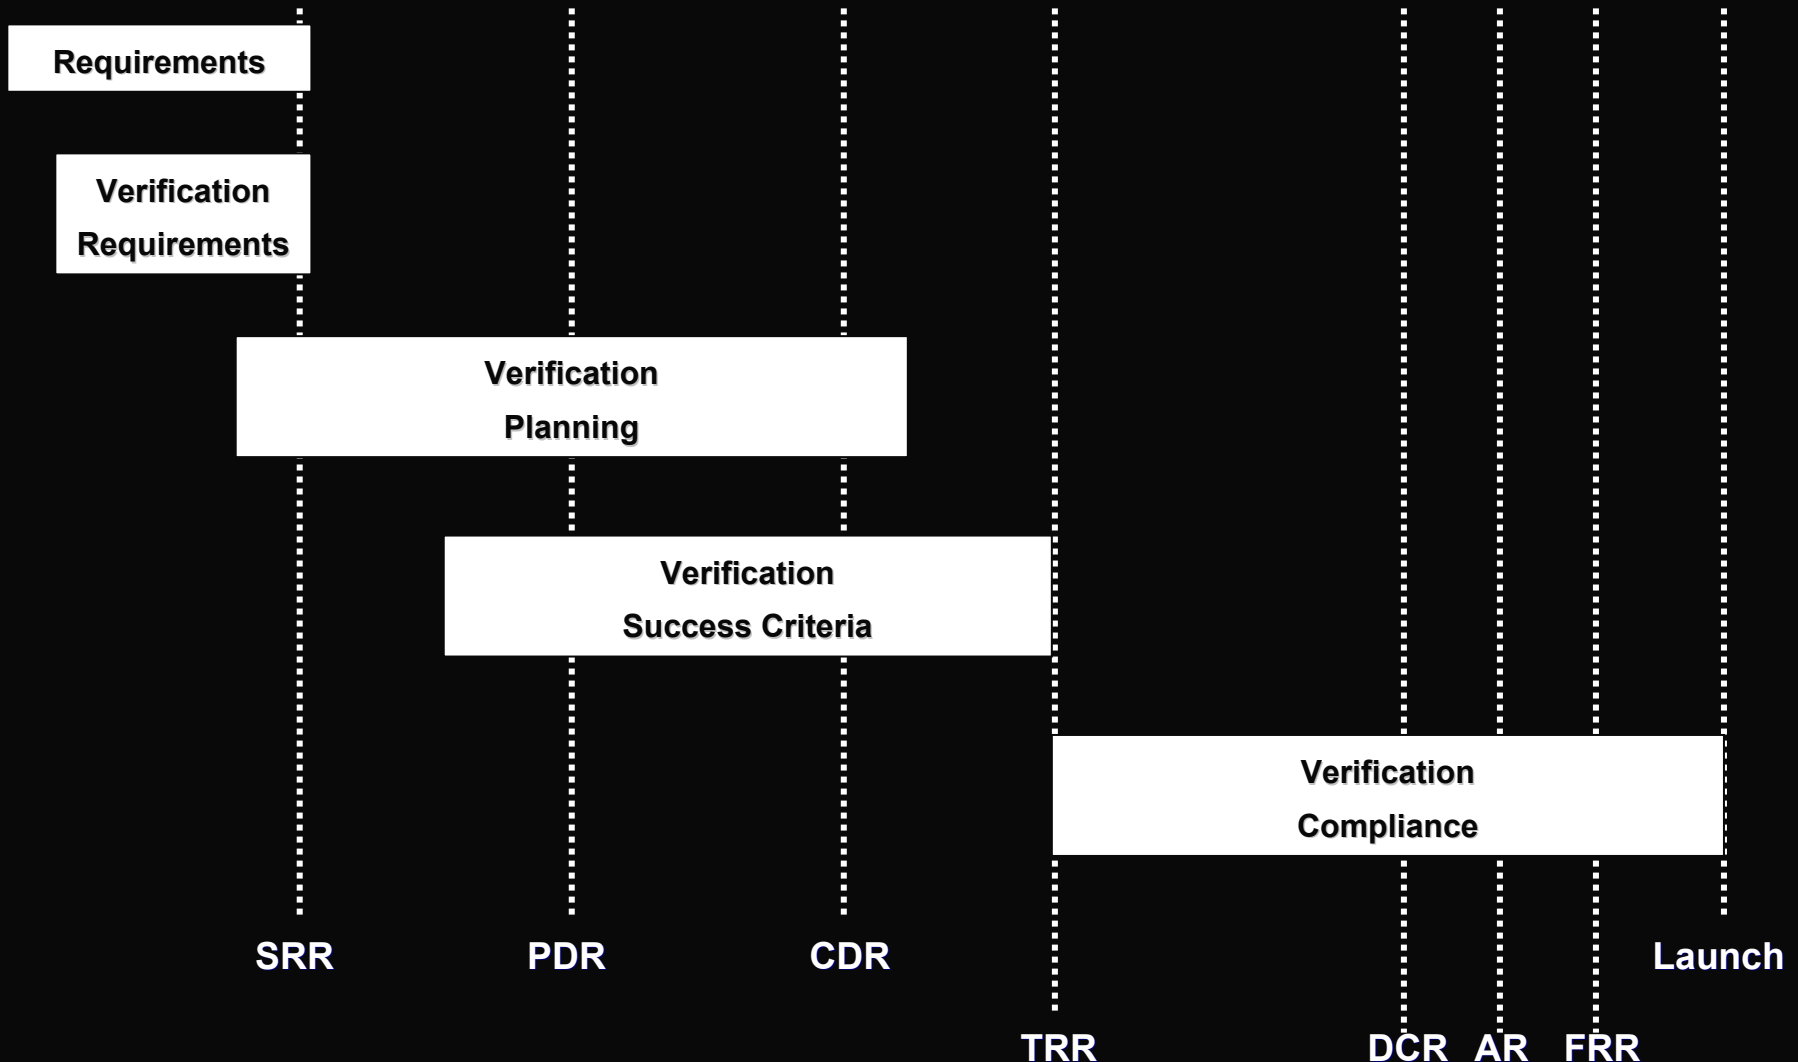 Requirements
Verification
Requirements
Verification
Planning
Verification
Success Criteria
Verification
Compliance
SRR PDR CDR Launch
TRR DCR AR FRR